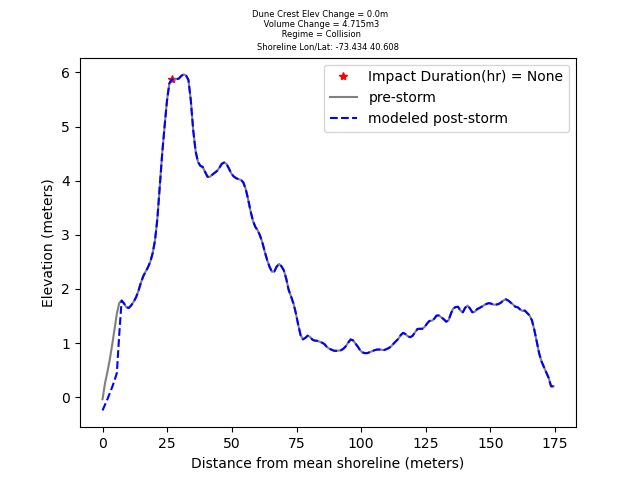 Dune Crest Elev Change = 0.0m
Volume Change = 4.715m3
Regime = Collision
Shoreline Lon/Lat: -73.434 40.608
Impact Duration(hr) = None
pre-storm
modeled post-storm
Elevation (meters)
6
5
4
3
2
1
0
0 25 50 75 100 125 150 175
Distance from mean shoreline (meters)